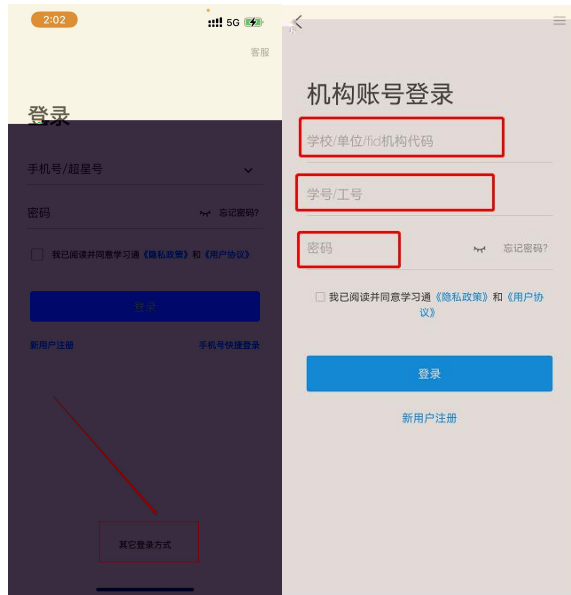 2:02
5G
客服
登录
手机号/超星号
密码
忘记密码?
我已阅读并同意学习通《隐私政策》和《用户协议》
登录
新用户注册
手机号快捷登录
其它登录方式
机构账号登录
学校/单位/fid机构代码
学号/工号
密码
忘记密码?
我已阅读并同意学习通《隐私政策》和《用户协
议》
登录
新用户注册